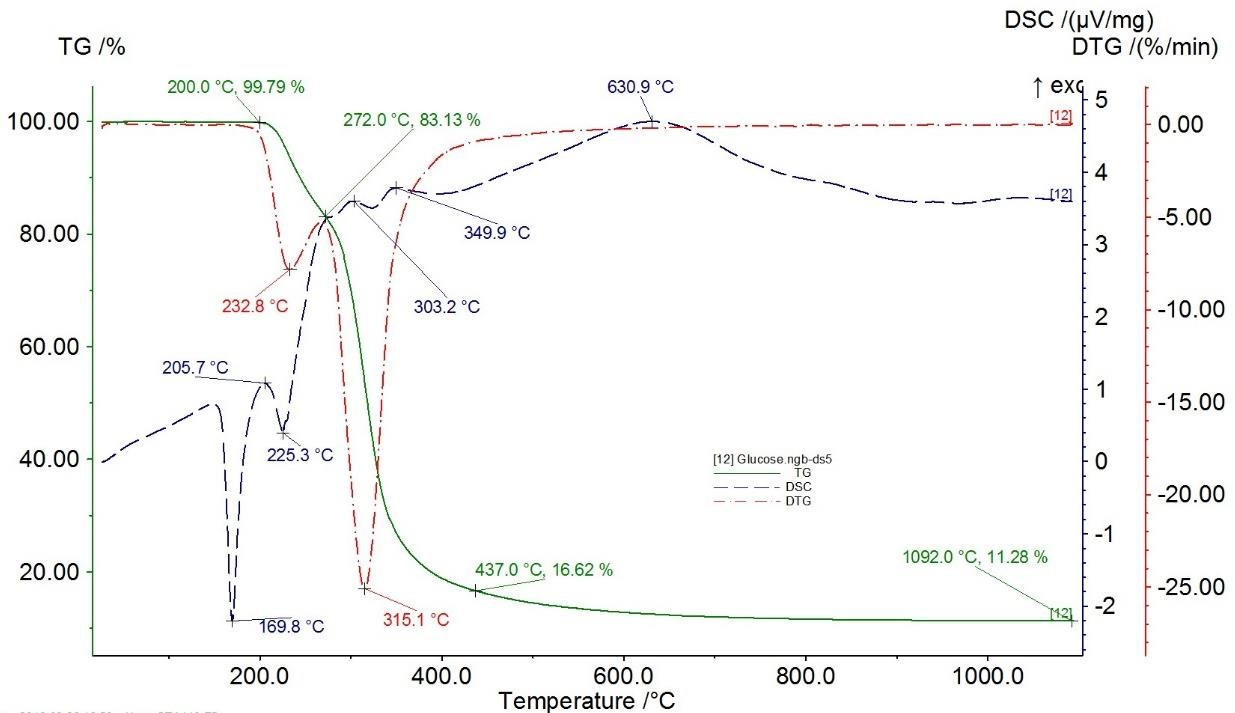 DSC /(µV/mg)
TG /%
DTG /(%/min)
↑ exo
200.0 °C, 99.79 %
630.9 °C
272.0 °C, 83.13 %
100.00
80.00
60.00
40.00
20.00
5
4
3
2
1
0
-1
-2
0.00
-5.00
-10.00
-15.00
-20.00
-25.00
[12]
[12]
349.9 °C
232.8 °C
303.2 °C
205.7 °C
225.3 °C
[12] Glucose.ngb-ds5
TG
DSC
DTG
437.0 °C, 16.62 %
1092.0 °C, 11.28 %
[12]
315.1 °C
169.8 °C
200.0
400.0
600.0
800.0
1000.0
Temperature /°C